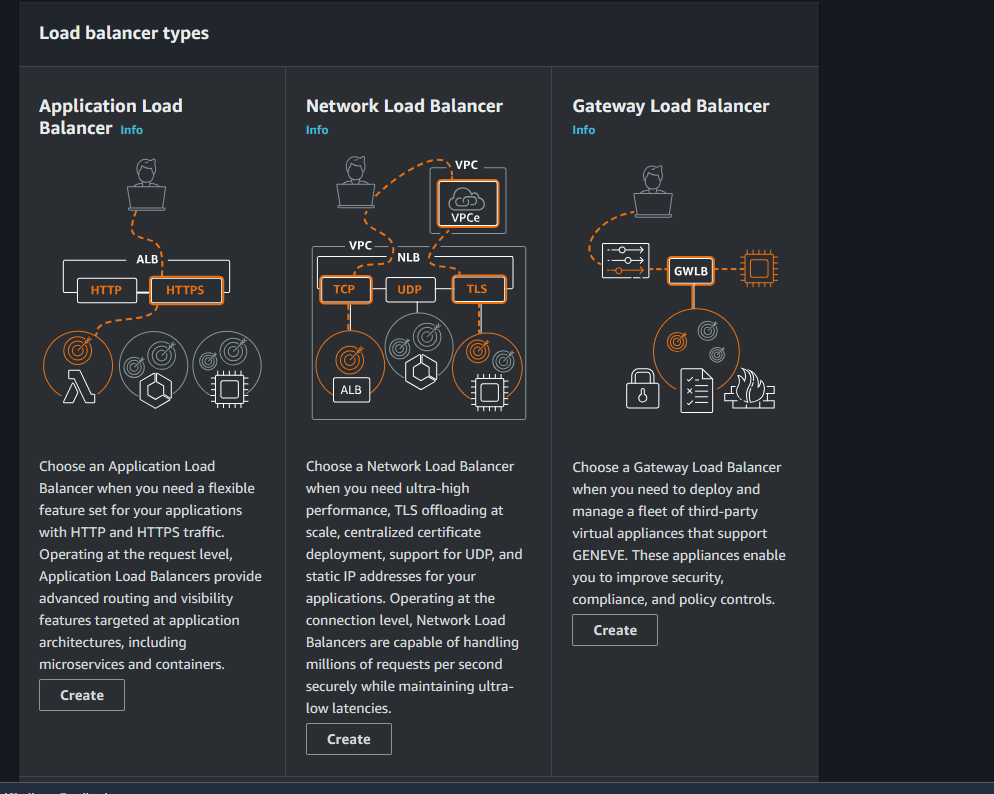 Load balancer types
Application Load
Balancer Info
ALB
HTTP HTTPS
Choose an Application Load
Balancer when you need a flexible
feature set for your applications
with HTTP and HTTPS traffic.
Operating at the request level,
Application Load Balancers provide
advanced routing and visibility
features targeted at application
architectures, including
microservices and containers.
Create
Network Load Balancer
Info
VPC
VPCe
VPC
NLB
TCP UDP TLS
ALB
Choose a Network Load Balancer
when you need ultra-high
performance, TLS offloading at
scale, centralized certificate
deployment, support for UDP, and
static IP addresses for your
applications. Operating at the
connection level, Network Load
Balancers are capable of handling
millions of requests per second
securely while maintaining ultra-
low latencies.
Create
Gateway Load Balancer
Info
GWLB
Choose a Gateway Load Balancer
when you need to deploy and
manage a fleet of third-party
virtual appliances that support
GENEVE. These appliances enable
you to improve security,
compliance, and policy controls.
Create